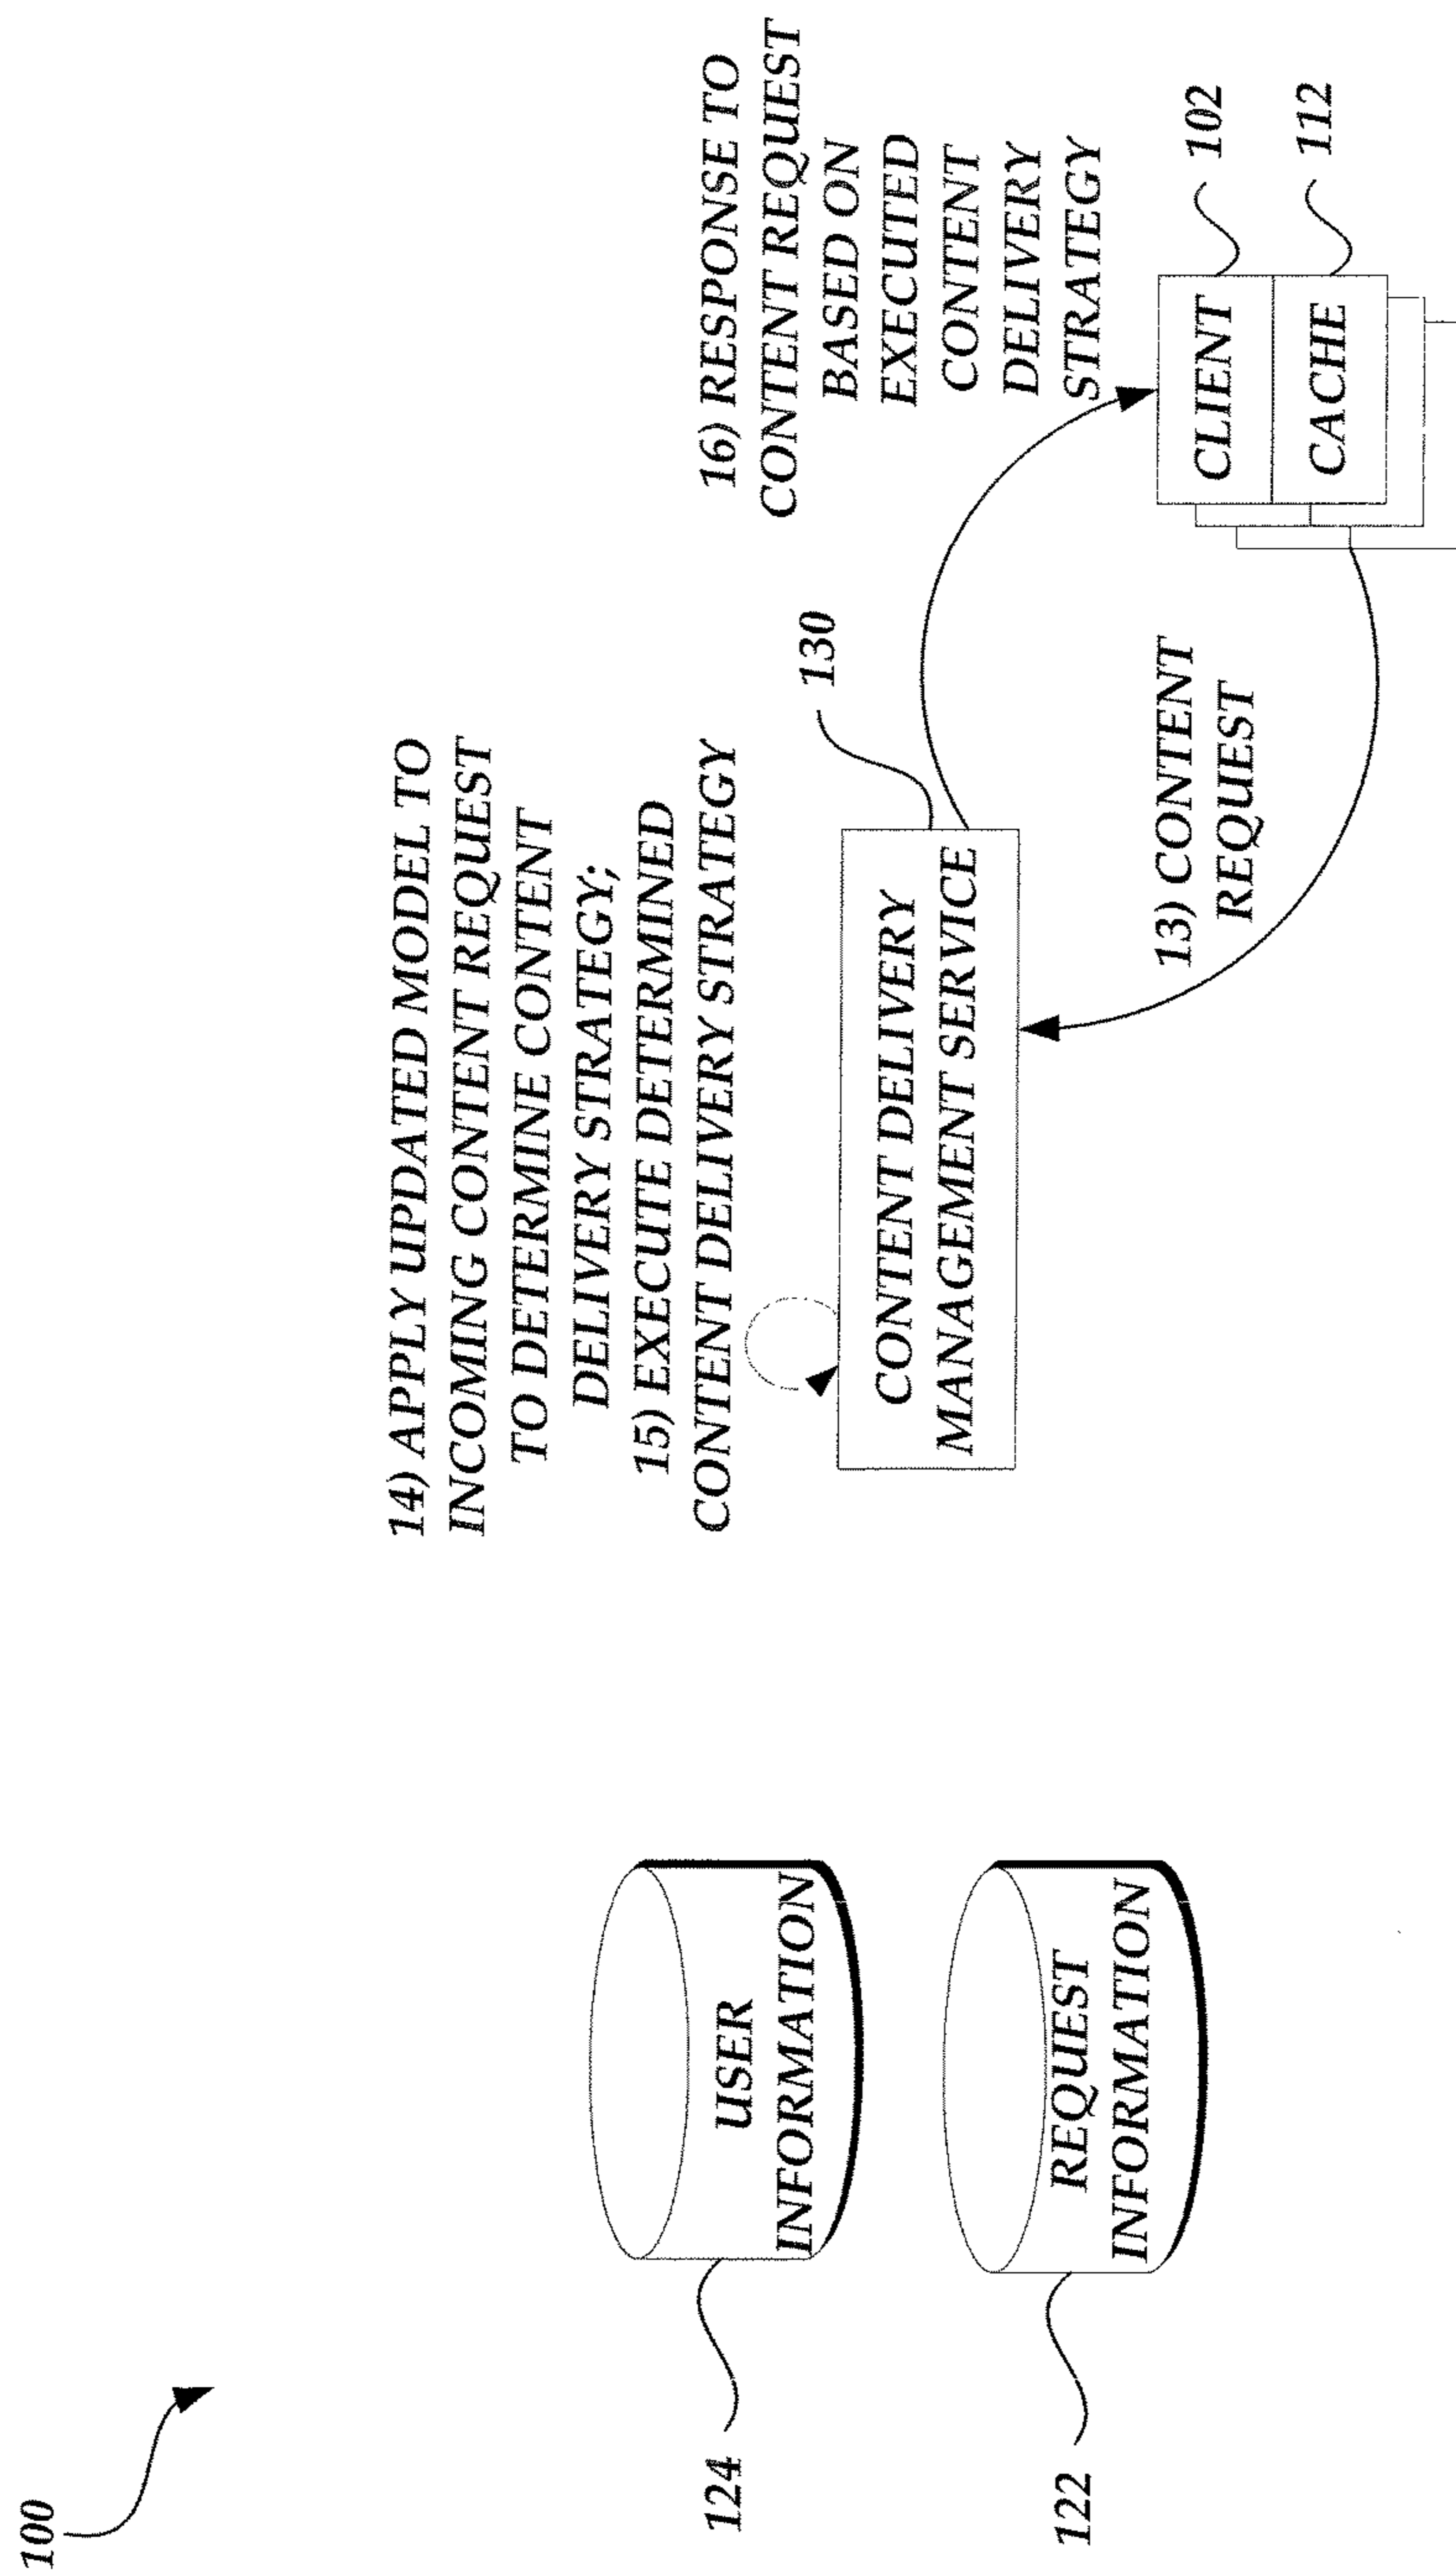 100
14) APPLY UPDATED MODEL TO
INCOMING CONTENT REQUEST
TO DETERMINE CONTENT
DELIVERY STRATEGY;
15) EXECUTE DETERMINED
CONTENT DELIVERY STRATEGY
16) RESPONSE TO
CONTENT REQUEST
BASED ON
EXECUTED
CONTENT
DELIVERY
STRATEGY
124
USER
INFORMATION
130
CONTENT DELIVERY
MANAGEMENT SERVICE
122
REQUEST
INFORMATION
13) CONTENT
REQUEST
CLIENT
102
CACHE
112